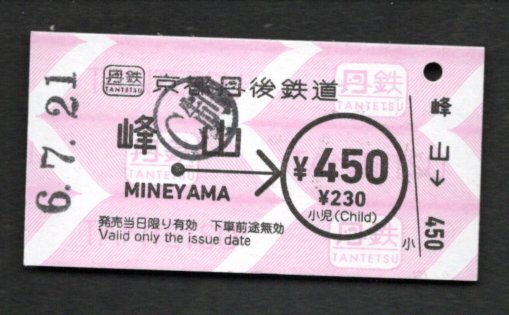 6.7.21
丹鉄 TANTETSU 京都丹後鉄道
丹鉄
TANTETSU
峰山
MINEYAMA
¥450
¥230
小児(Child)
発売当日限り有効 下車前途無効
Valid only the issue date
丹鉄
丹鉄
TANTETSU
峰山→450
小